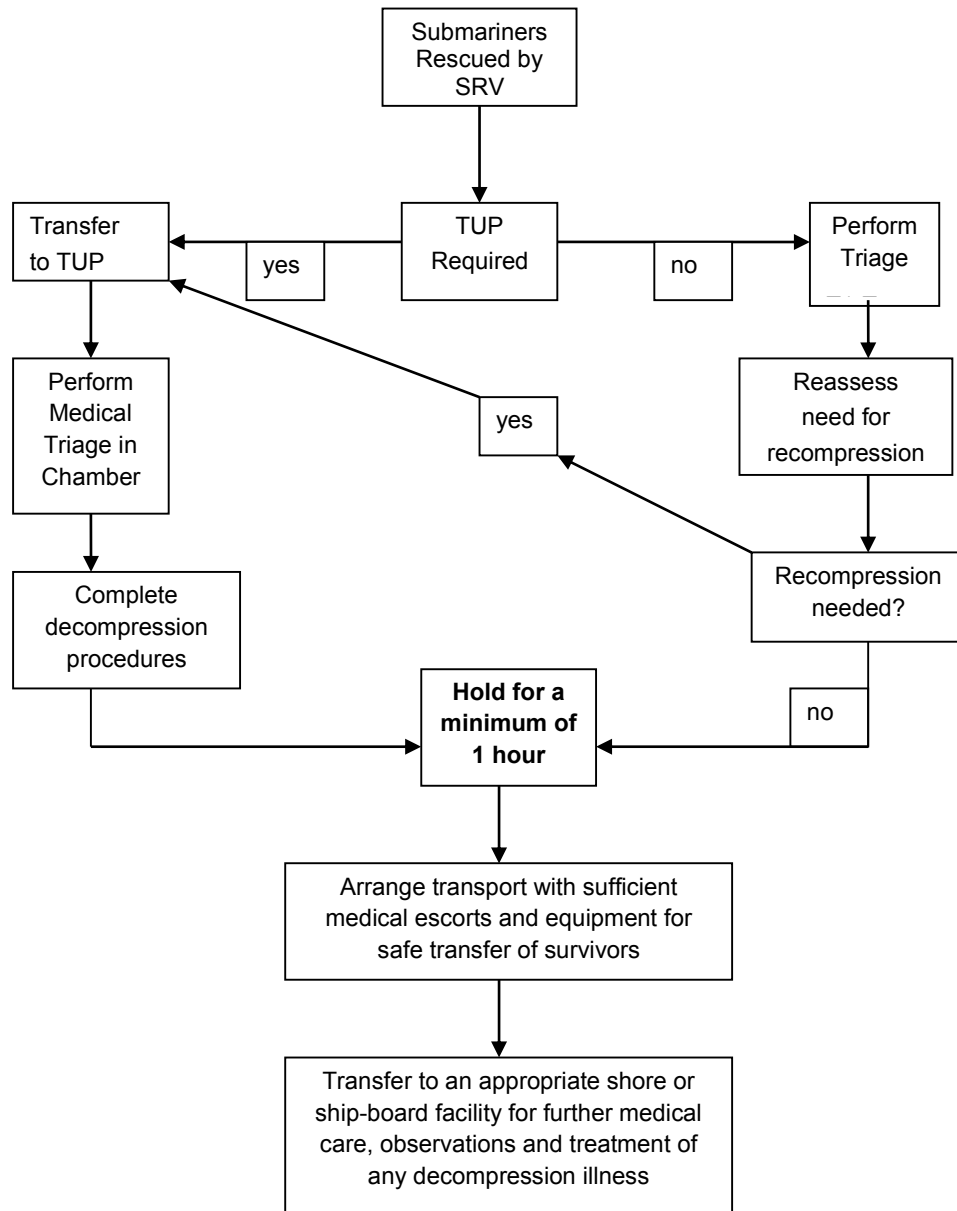 Submariners
Rescued by
SRV
Transfer
to TUP
yes
TUP
Required
no
Perform
Triage
Perform
Medical
Triage in
Chamber
yes
Reassess
need for
recompression
Complete
decompression
procedures
Recompression
needed?
no
Hold for a
minimum of
1 hour
Arrange transport with sufficient
medical escorts and equipment for
safe transfer of survivors
Transfer to an appropriate shore or
ship-board facility for further medical
care, observations and treatment of
any decompression illness